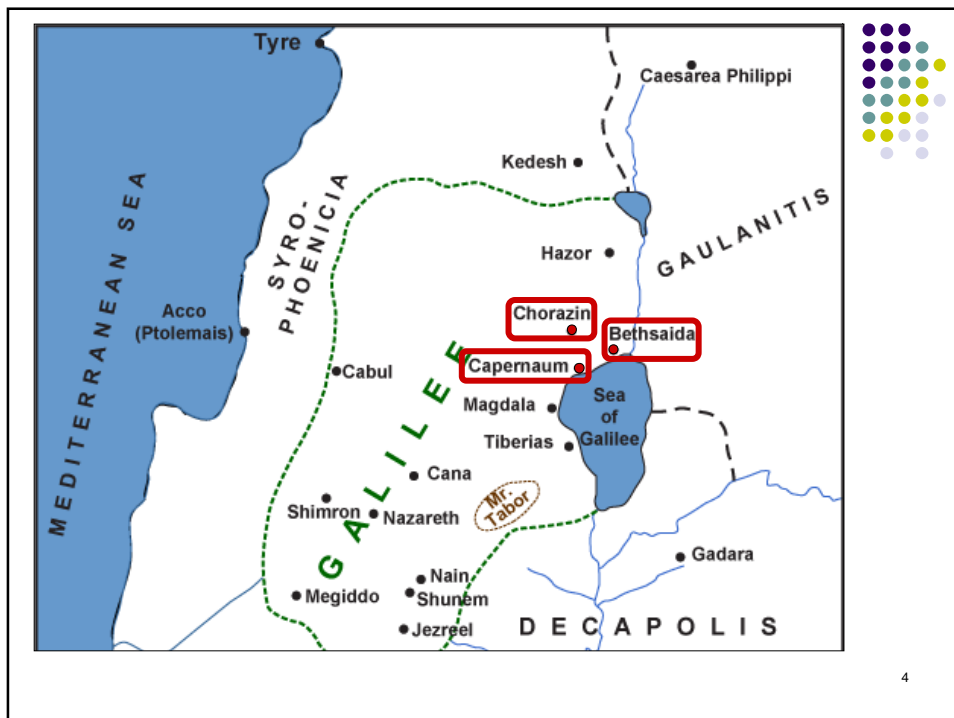 Tyre
Caesarea Philippi
Kedesh
MEDITERRANEAN SEA
SYRO-
PHOENICIA
GAULANITIS
Hazor
Acco
(Ptolemais)
Chorazin
Bethsaida
Capernaum
Cabul
GALILEE
Magdala
Sea
of
Galilee
Tiberias
Cana
Mr.
Tabor
Shimron
Nazareth
Gadara
Nain
Megiddo
Shunem
Jezreel
DECAPOLIS
4